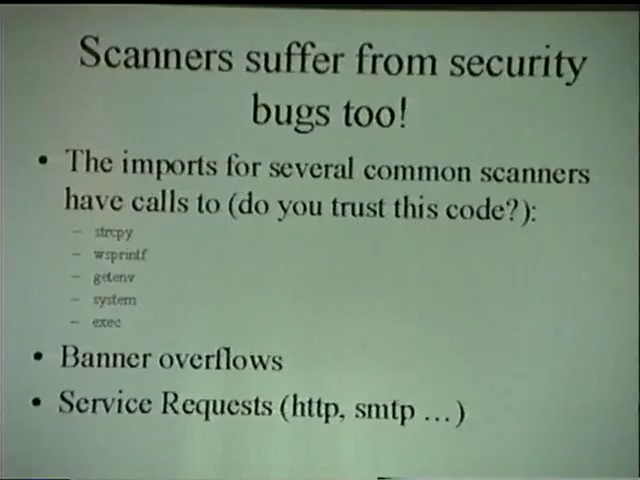 Scanners suffer from security
bugs too!
• The imports for several common scanners
have calls to (do you trust this code?):
– strcpy
– wsprintf
– getenv
– system
– exec
• Banner overflows
• Service Requests (http, smtp …)